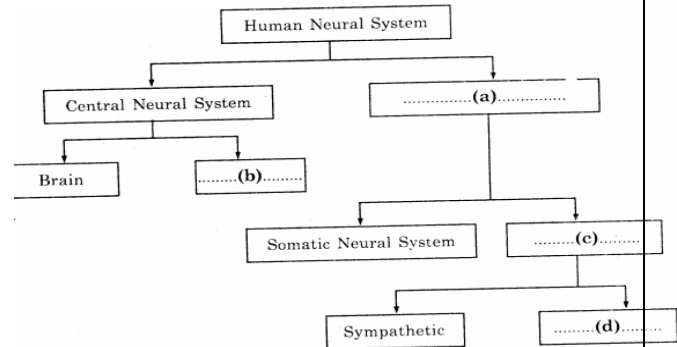 Human Neural System
Central Neural System
...............(a)...............
Brain
.........(b).........
Somatic Neural System
.........(c).........
Sympathetic
.........(d).........